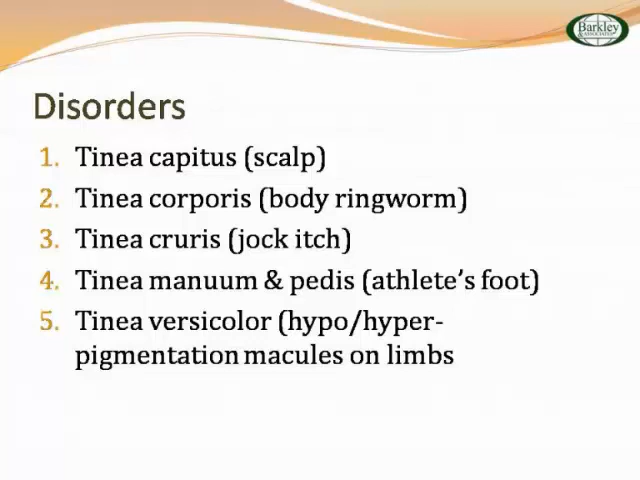 Barkley
& ASSOCIATES
Disorders
1. Tinea capitus (scalp)
2. Tinea corporis (body ringworm)
3. Tinea cruris (jock itch)
4. Tinea manuum & pedis (athlete's foot)
5. Tinea versicolor (hypo/hyper-
pigmentation macules on limbs